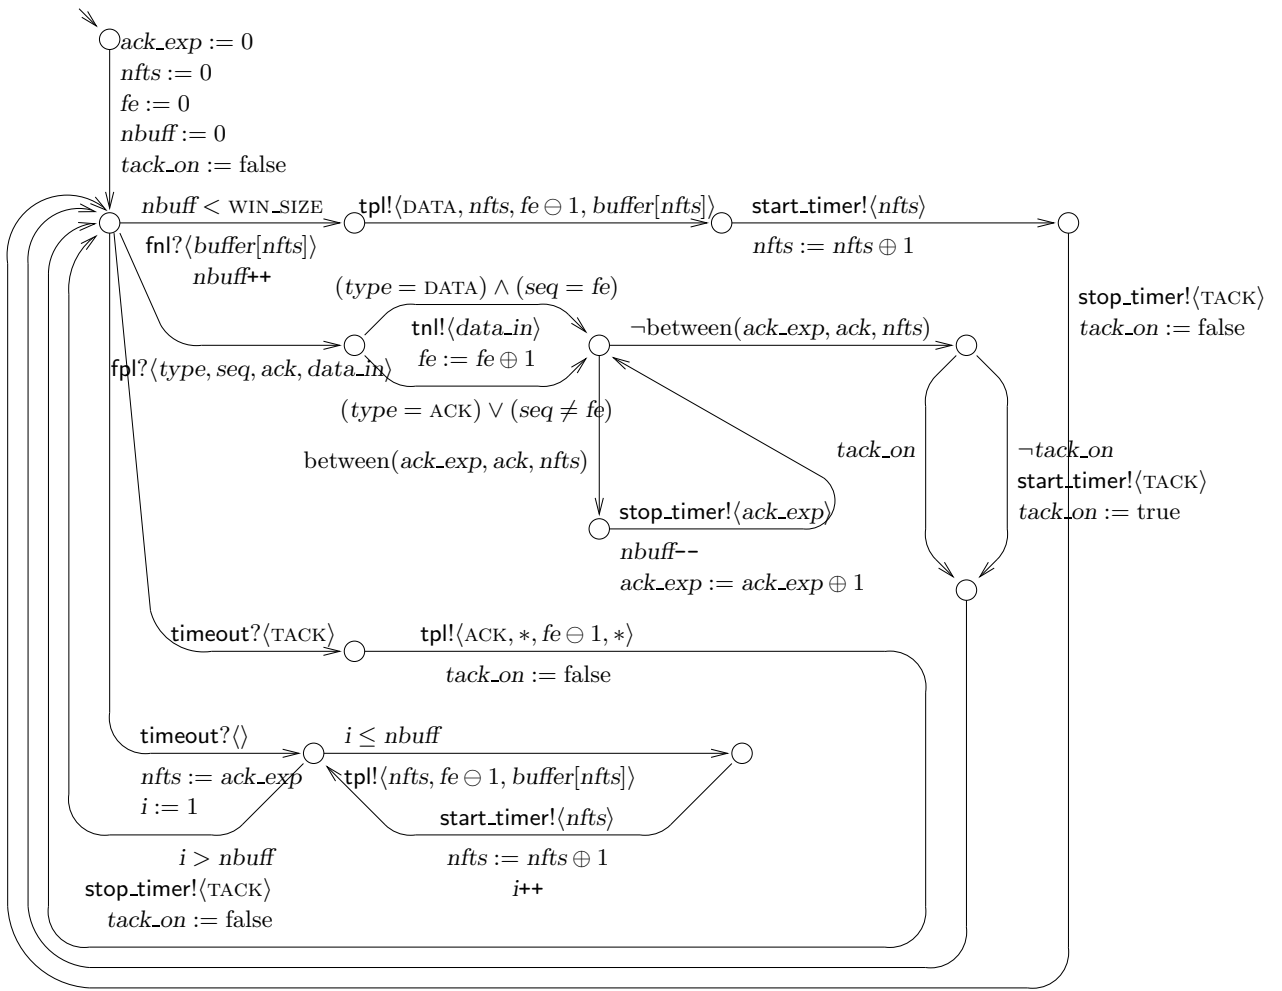 ack_exp := 0
nfts := 0
fe := 0
nbuff := 0
tack_on := false
nbuff < WIN_SIZE
fnl?⟨buffer[nfts]⟩
nbuff++
tpl!⟨DATA, nfts, fe ⊖ 1, buffer[nfts]⟩
start_timer!⟨nfts⟩
nfts := nfts ⊕ 1
stop_timer!⟨TACK⟩
tack_on := false
fpl?⟨type, seq, ack, data_in⟩
(type = DATA) ∧ (seq = fe)
tnl!⟨data_in⟩
fe := fe ⊕ 1
(type = ACK) ∨ (seq ≠ fe)
¬between(ack_exp, ack, nfts)
between(ack_exp, ack, nfts)
stop_timer!⟨ack_exp⟩
nbuff--
ack_exp := ack_exp ⊕ 1
tack_on
¬tack_on
start_timer!⟨TACK⟩
tack_on := true
timeout?⟨TACK⟩
tpl!⟨ACK, *, fe ⊖ 1, *⟩
tack_on := false
timeout?⟨⟩
nfts := ack_exp
i := 1
i ≤ nbuff
tpl!⟨nfts, fe ⊖ 1, buffer[nfts]⟩
start_timer!⟨nfts⟩
nfts := nfts ⊕ 1
i++
i > nbuff
stop_timer!⟨TACK⟩
tack_on := false